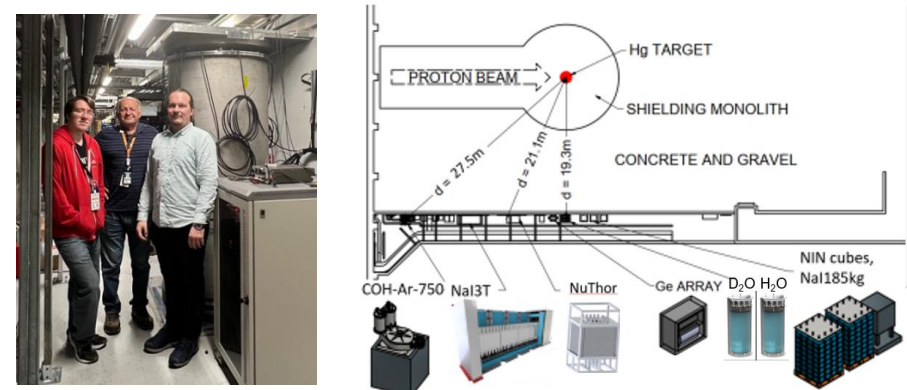 Hg TARGET
PROTON BEAM
SHIELDING MONOLITH
CONCRETE AND GRAVEL
d = 27.5m
d = 21.1m
d = 19.3m
NIN cubes,
NaI185kg
COH-Ar-750
NaI3T
NuThor
Ge ARRAY
D₂O
H₂O